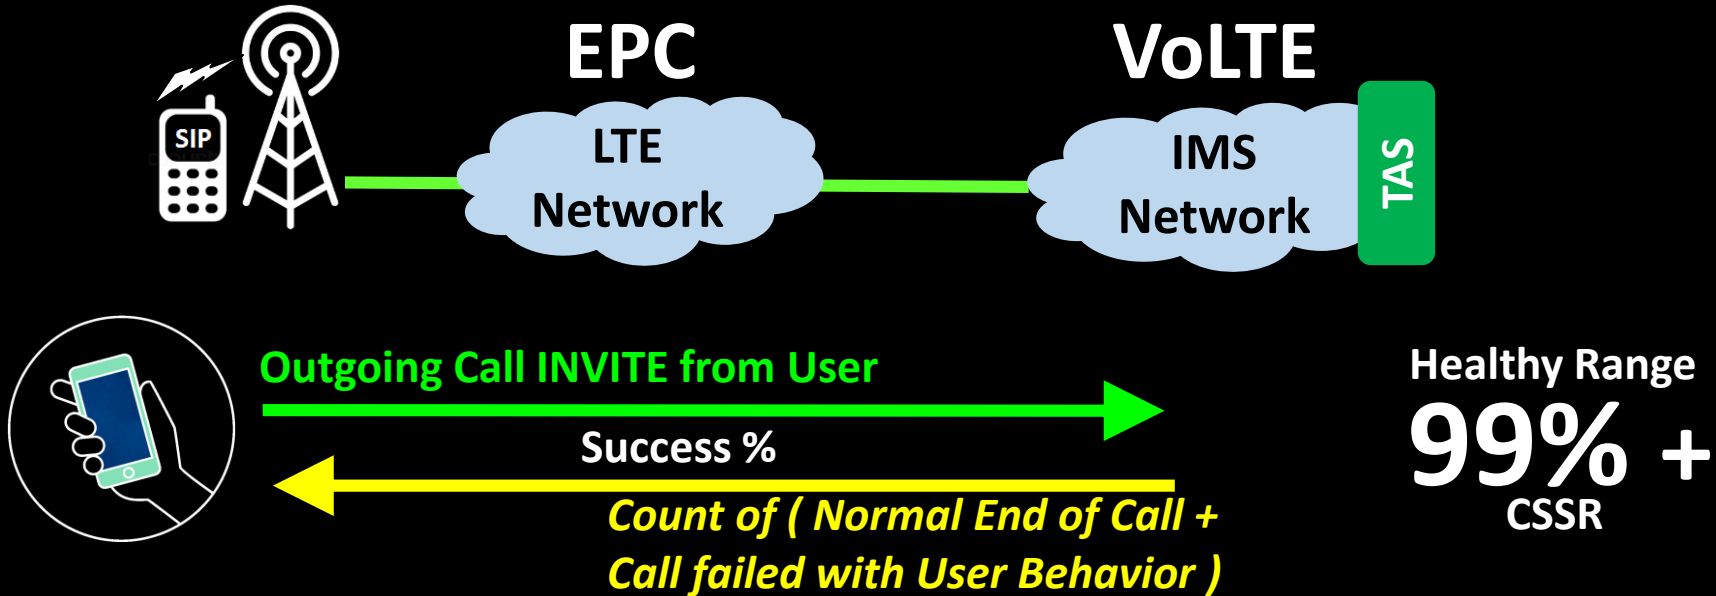 EPC
VoLTE
SIP
LTE
Network
IMS
Network
TAS
Outgoing Call INVITE from User
Success %
Count of ( Normal End of Call +
Call failed with User Behavior )
Healthy Range
99% +
CSSR